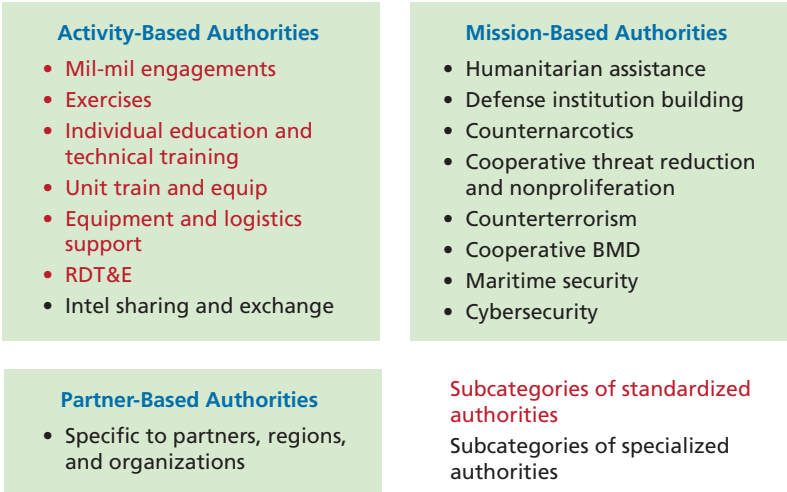 Activity-Based Authorities
• Mil-mil engagements
• Exercises
• Individual education and
technical training
• Unit train and equip
• Equipment and logistics
support
• RDT&E
• Intel sharing and exchange
Mission-Based Authorities
• Humanitarian assistance
• Defense institution building
• Counternarcotics
• Cooperative threat reduction
and nonproliferation
• Counterterrorism
• Cooperative BMD
• Maritime security
• Cybersecurity
Partner-Based Authorities
• Specific to partners, regions,
and organizations
Subcategories of standardized
authorities
Subcategories of specialized
authorities